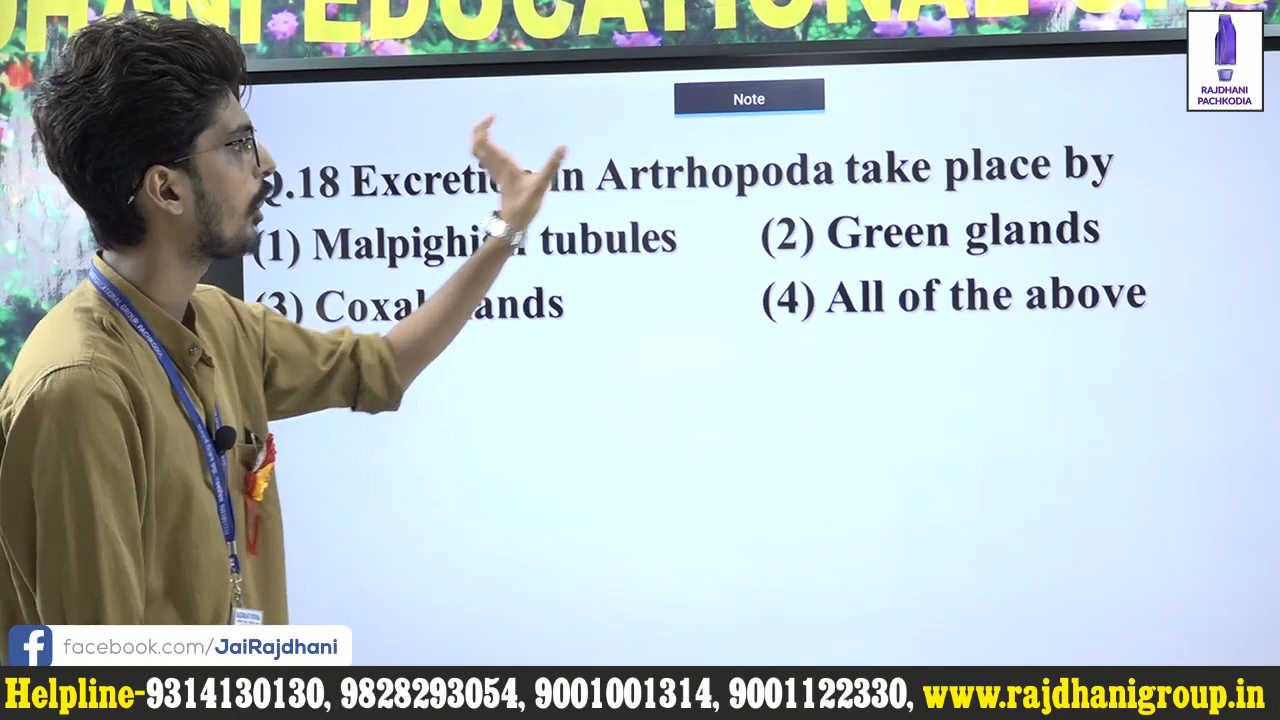 EDUCATIONAL
RAJDHANI
PACHKODIA
Note
Q.18 Excretion in Artrhopoda take place by
(1) Malpighian tubules (2) Green glands
(3) Coxal glands (4) All of the above
facebook.com/JaiRajdhani
Helpline-9314130130, 9828293054, 9001001314, 9001122330, www.rajdhanigroup.in